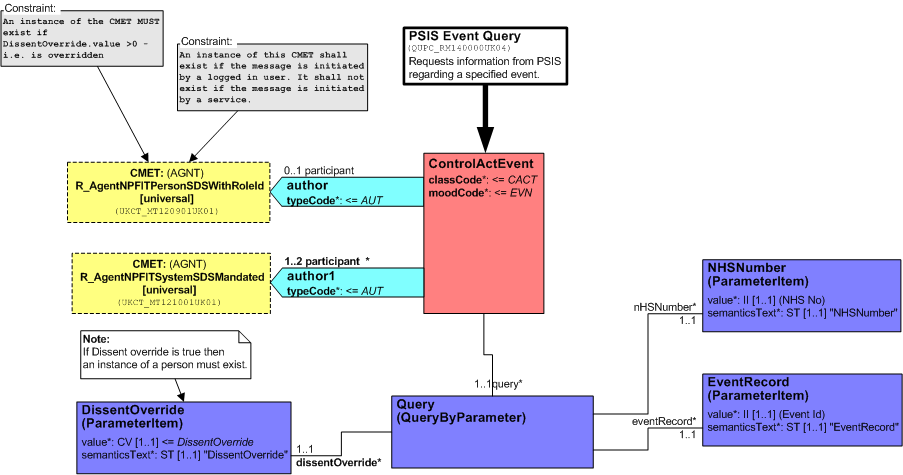 Constraint:
An instance of the CMET MUST
exist if
DissentOverride.value >0 -
i.e. is overridden
Constraint:
An instance of this CMET shall
exist if the message is initiated
by a logged in user. It shall not
exist if the message is initiated
by a service.
PSIS Event Query
(QUPC_RM140000UK04)
Requests information from PSIS
regarding a specified event.
CMET: (AGNT)
R_AgentNPFITPersonSDSWithRoleId
[universal]
(UKCT_MT120901UK01)
0..1 participant
author
typeCode*: <= AUT
ControlActEvent
classCode*: <= CACT
moodCode*: <= EVN
CMET: (AGNT)
R_AgentNPFITSystemSDSMandated
[universal]
(UKCT_MT121001UK01)
1..2 participant *
author1
typeCode*: <= AUT
NHSNumber
(ParameterItem)
value*: II [1..1] (NHS No)
semanticsText*: ST [1..1] "NHSNumber"
nHSNumber*
1..1
Note:
If Dissent override is true then
an instance of a person must exist.
1..1query*
DissentOverride
(ParameterItem)
value*: CV [1..1] <= DissentOverride
semanticsText*: ST [1..1] "DissentOverride"
1..1
dissentOverride*
Query
(QueryByParameter)
eventRecord*
1..1
EventRecord
(ParameterItem)
value*: II [1..1] (Event Id)
semanticsText*: ST [1..1] "EventRecord"